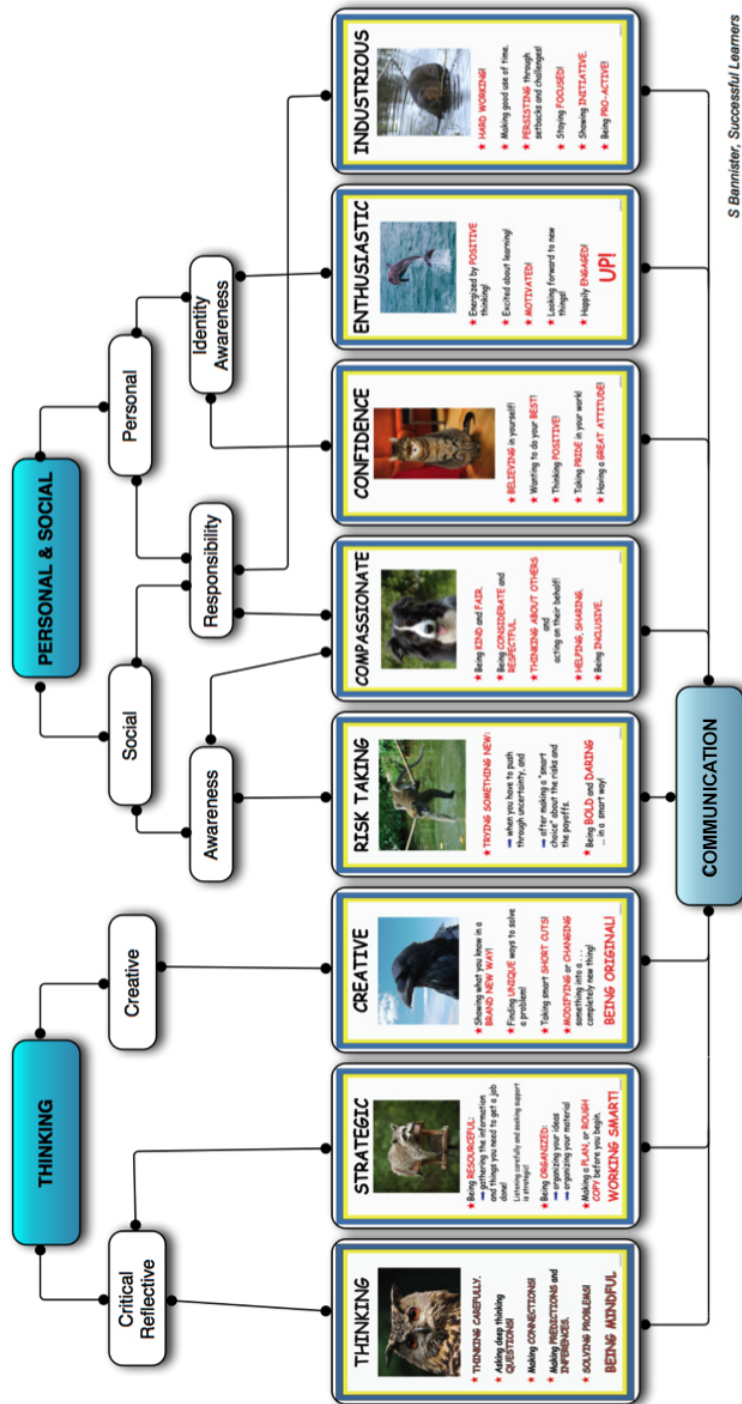 THINKING
PERSONAL & SOCIAL
Critical
Reflective
Creative
Social
Personal
Awareness
Responsibility
Identity
Awareness
THINKING
★ THINKING CAREFULLY.
★ Asking deep thinking
QUESTIONS!
★ Making CONNECTIONS!
★ Making PREDICTIONS and
INFERENCES.
★ SOLVING PROBLEMS!
BEING MINDFUL
STRATEGIC
★ Being RESOURCEFUL:
➟ gathering the information
and things you need to get a job
done!
Listening carefully and seeking support
is strategic!
★ Being ORGANIZED:
➟ organizing your ideas
➟ organizing your material
★ Making a PLAN, or ROUGH
COPY before you begin.
WORKING SMART!
CREATIVE
★ Showing what you know in a
BRAND NEW WAY!
★ Finding UNIQUE ways to solve
a problem!
★ Taking smart SHORT CUTS!
★ MODIFYING or CHANGING
something into a . . .
completely new thing!
BEING ORIGINAL!
RISK TAKING
★ TRYING SOMETHING NEW:
➟ when you have to push
through uncertainty, and
➟ after making a "smart
choice" about the risks and
the payoffs.
★ Being BOLD and DARING
... in a smart way!
COMPASSIONATE
★ Being KIND and FAIR.
★ Being CONSIDERATE and
RESPECTFUL.
★ THINKING ABOUT OTHERS
and
acting on their behalf!
★ HELPING, SHARING.
★ Being INCLUSIVE.
CONFIDENCE
★ BELIEVING in yourself!
★ Wanting to do your BEST!
★ Thinking POSITIVE!
★ Taking PRIDE in your work!
★ Having a GREAT ATTITUDE!
ENTHUSIASTIC
★ Energized by POSITIVE
thinking!
★ Excited about learning!
★ MOTIVATED!
★ Looking forward to new
things!
★ Happily ENGAGED!
UP!
INDUSTRIOUS
★ HARD WORKING!
★ Making good use of time.
★ PERSISTING through
setbacks and challenges!
★ Staying FOCUSED!
★ Showing INITIATIVE.
★ Being PRO-ACTIVE!
COMMUNICATION
S Bannister, Successful Learners